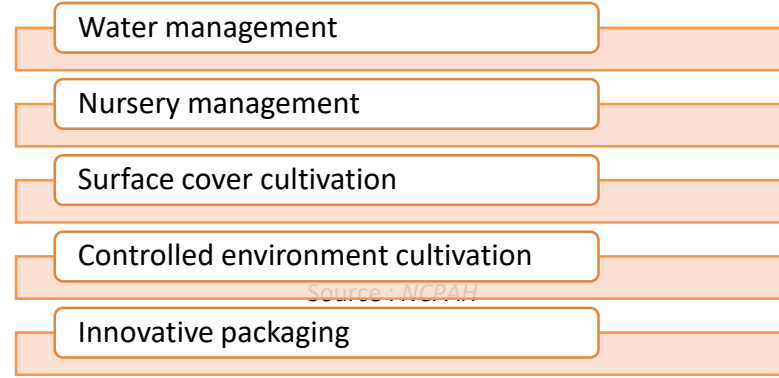 Water management
Nursery management
Surface cover cultivation
Controlled environment cultivation
Source : NCPAH
Innovative packaging